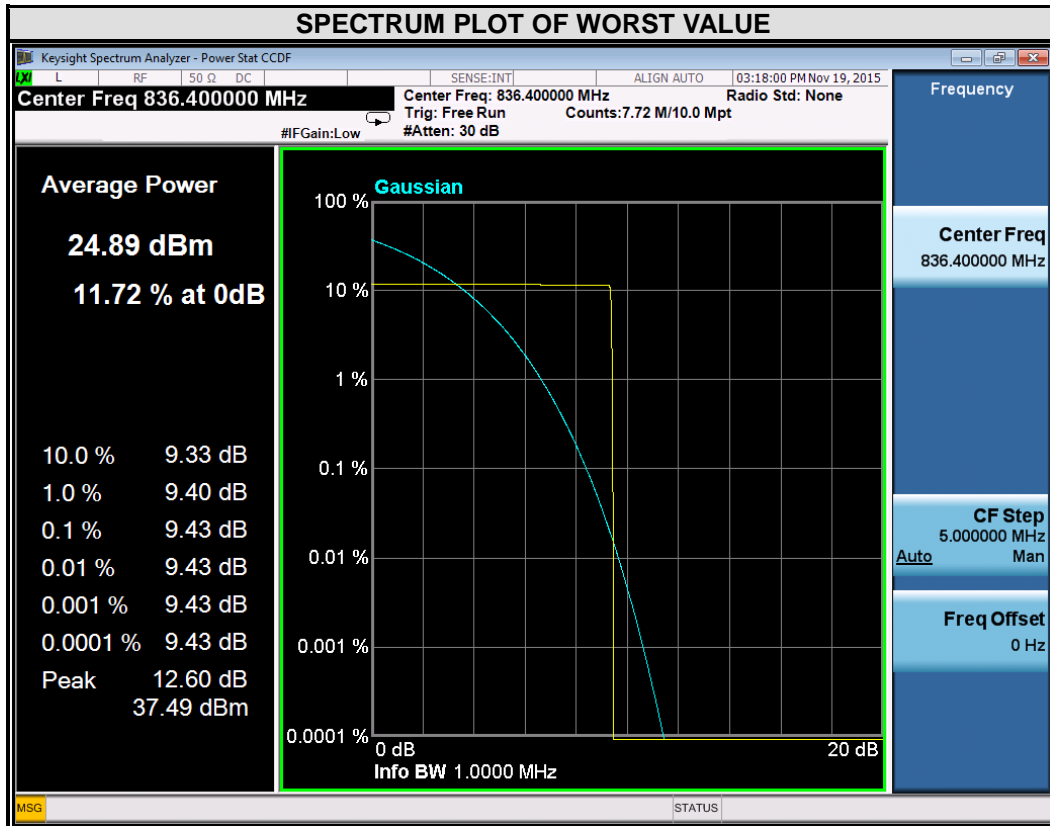 SPECTRUM PLOT OF WORST VALUE
Keysight Spectrum Analyzer - Power Stat CCDF
LXI L RF 50 Ω DC SENSE:INT ALIGN AUTO 03:18:00 PM Nov 19, 2015
Center Freq 836.400000 MHz
#IFGain:Low
Center Freq: 836.400000 MHz
Radio Std: None
Trig: Free Run
Counts:7.72 M/10.0 Mpt
#Atten: 30 dB
Average Power
24.89 dBm
11.72 % at 0dB
10.0 % 9.33 dB
1.0 % 9.40 dB
0.1 % 9.43 dB
0.01 % 9.43 dB
0.001 % 9.43 dB
0.0001 % 9.43 dB
Peak 12.60 dB
37.49 dBm
Gaussian
100 %
10 %
1 %
0.1 %
0.01 %
0.001 %
0.0001 %
0 dB
20 dB
Info BW 1.0000 MHz
Frequency
Center Freq
836.400000 MHz
CF Step
5.000000 MHz
Auto Man
Freq Offset
0 Hz
MSG
STATUS